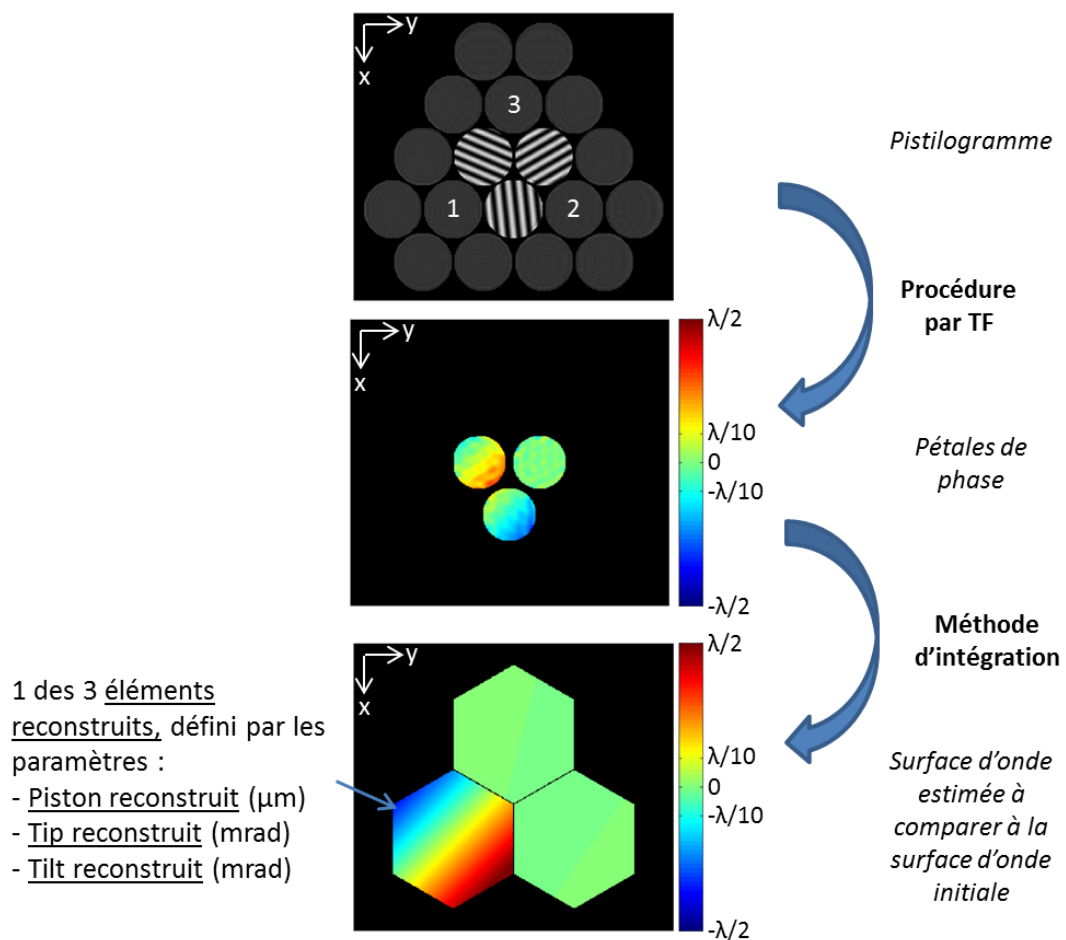 y
x
3
1
2
Pistilogramme
Procédure
par TF
y
x
λ/2
λ/10
0
-λ/10
-λ/2
Pétales de
phase
Méthode
d’intégration
y
x
λ/2
λ/10
0
-λ/10
-λ/2
1 des 3 éléments
reconstruits, défini par les
paramètres :
- Piston reconstruit (µm)
- Tip reconstruit (mrad)
- Tilt reconstruit (mrad)
Surface d’onde
estimée à
comparer à la
surface d’onde
initiale